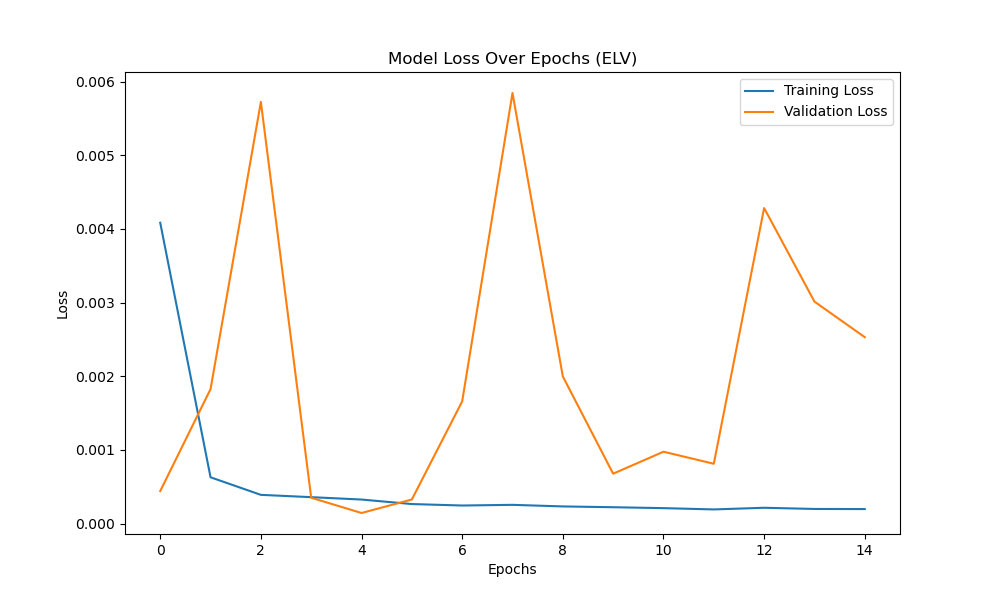 Model Loss Over Epochs (ELV)
Training Loss
Validation Loss
0.006
0.005
0.004
0.003
0.002
0.001
0.000
Loss
0 2 4 6 8 10 12 14
Epochs